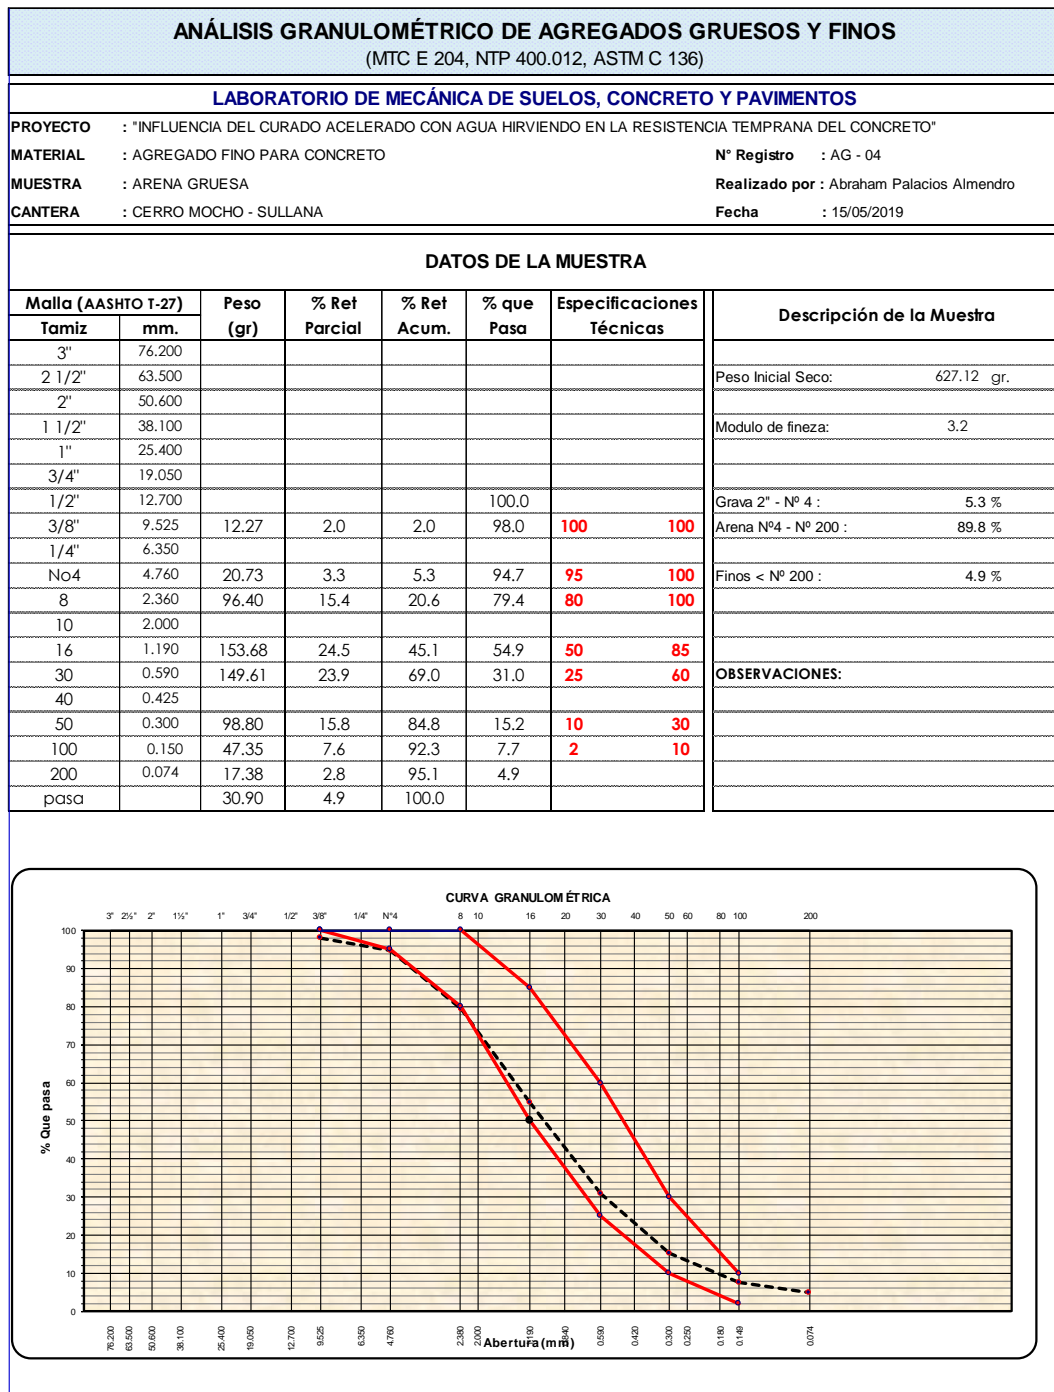 ANÁLISIS GRANULOMÉTRICO DE AGREGADOS GRUESOS Y FINOS
(MTC E 204, NTP 400.012, ASTM C 136)
LABORATORIO DE MECÁNICA DE SUELOS, CONCRETO Y PAVIMENTOS
PROYECTO : "INFLUENCIA DEL CURADO ACELERADO CON AGUA HIRVIENDO EN LA RESISTENCIA TEMPRANA DEL CONCRETO"
MATERIAL : AGREGADO FINO PARA CONCRETO N° Registro : AG - 04
MUESTRA : ARENA GRUESA Realizado por : Abraham Palacios Almendro
CANTERA : CERRO MOCHO - SULLANA Fecha : 15/05/2019
DATOS DE LA MUESTRA
Malla (AASHTO T-27) Peso % Ret % Ret % que Especificaciones Descripción de la Muestra
Tamiz mm. (gr) Parcial Acum. Pasa Técnicas
3" 76.200
2 1/2" 63.500 Peso Inicial Seco: 627.12 gr.
2" 50.600
1 1/2" 38.100 Modulo de fineza: 3.2
1" 25.400
3/4" 19.050
1/2" 12.700 100.0 Grava 2" - Nº 4 : 5.3 %
3/8" 9.525 12.27 2.0 2.0 98.0 100 100 Arena Nº4 - Nº 200 : 89.8 %
1/4" 6.350
No4 4.760 20.73 3.3 5.3 94.7 95 100 Finos < Nº 200 : 4.9 %
8 2.360 96.40 15.4 20.6 79.4 80 100
10 2.000
16 1.190 153.68 24.5 45.1 54.9 50 85
30 0.590 149.61 23.9 69.0 31.0 25 60 OBSERVACIONES:
40 0.425
50 0.300 98.80 15.8 84.8 15.2 10 30
100 0.150 47.35 7.6 92.3 7.7 2 10
200 0.074 17.38 2.8 95.1 4.9
pasa 30.90 4.9 100.0
CURVA GRANULOMÉTRICA
3" 2½" 2" 1½" 1" 3/4" 1/2" 3/8" 1/4" N°4 8 10 16 20 30 40 50 60 80 100 200
100
90
80
70
60
50
40
30
20
10
0
% Que pasa
76.200 63.500 50.600 38.100 25.400 19.050 12.700 9.525 6.350 4.760 2.380 2.000 0.590 0.420 0.300 0.250 0.180 0.149 0.074
Abertura (mm)